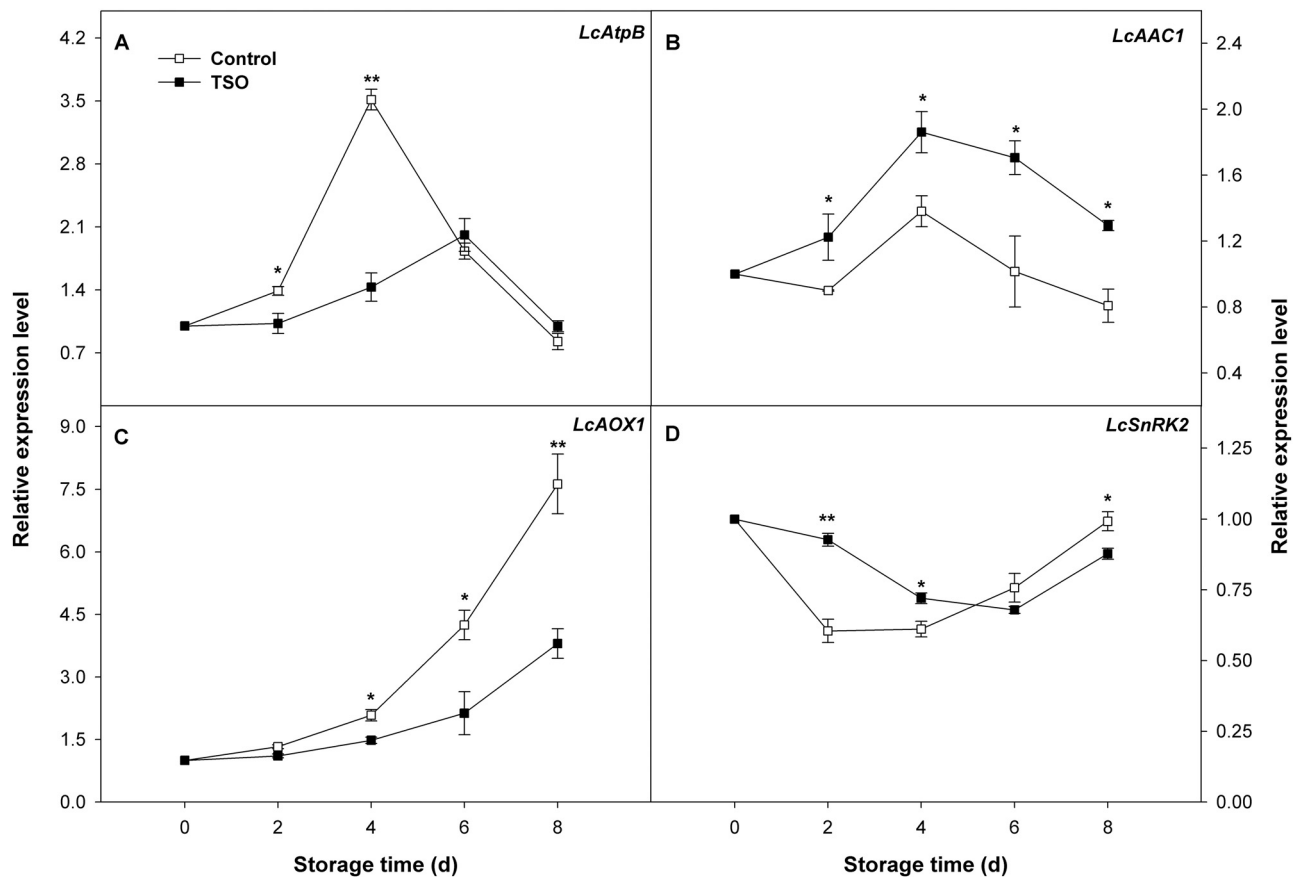 A
LcAtpB
Control
TSO
**
*
4.2
3.5
2.8
2.1
1.4
0.7
B
LcAAC1
*
*
*
*
2.4
2.0
1.6
1.2
0.8
0.4
Relative expression level
Relative expression level
C
LcAOX1
**
*
*
9.0
7.5
6.0
4.5
3.0
1.5
0.0
0 2 4 6 8
Storage time (d)
D
LcSnRK2
**
*
*
1.25
1.00
0.75
0.50
0.25
0.00
0 2 4 6 8
Storage time (d)